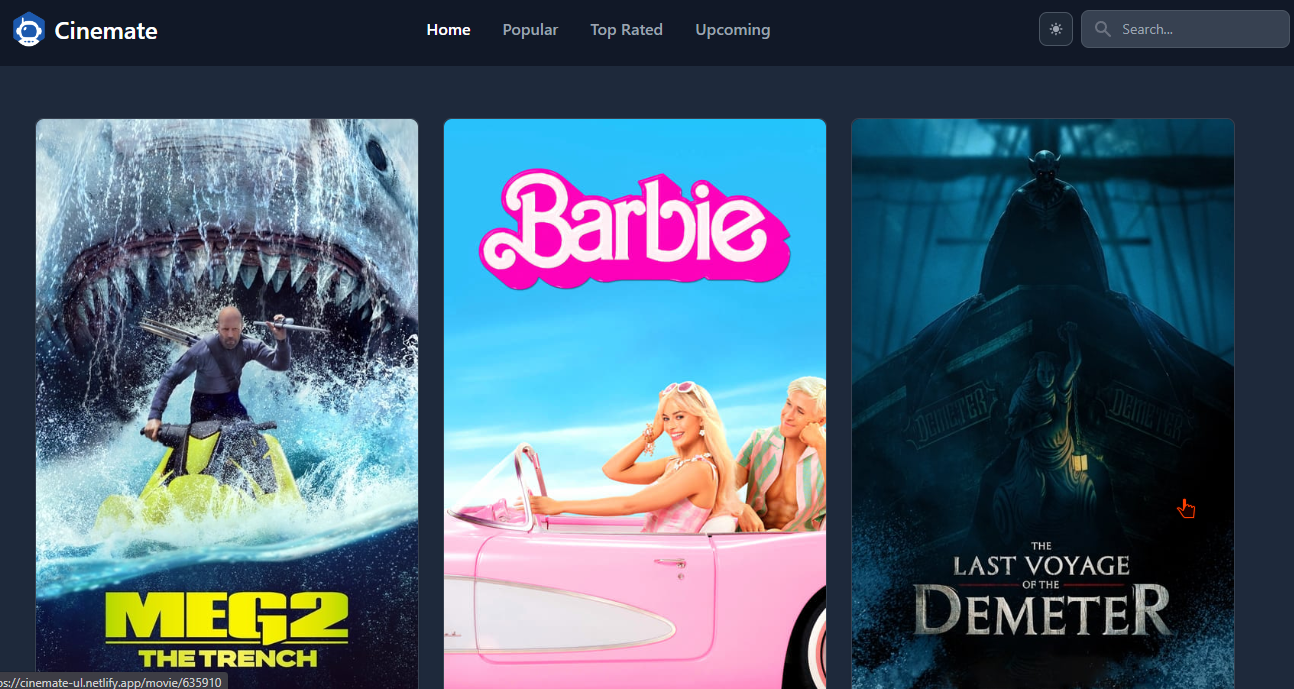 Cinemate
Home Popular Top Rated Upcoming
Search...
Barbie
DEMETER DEMETER
MEG2
THE TRENCH
THE
LAST VOYAGE
OF THE
DEMETER
ps://cinemate-ul.netlify.app/movie/635910